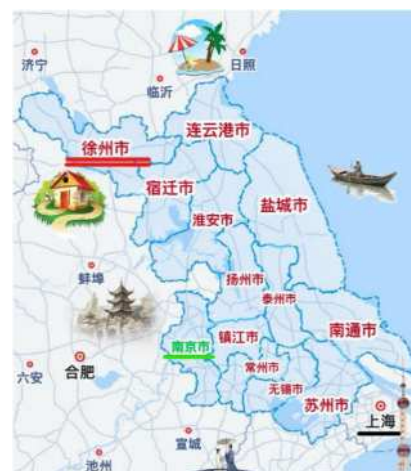 济宁
日照
临沂
连云港市
徐州市
宿迁市
淮安市
盐城市
蚌埠
扬州市
泰州市
南京市
镇江市
南通市
合肥
常州市
六安
无锡市
苏州市
上海
宣城
池州